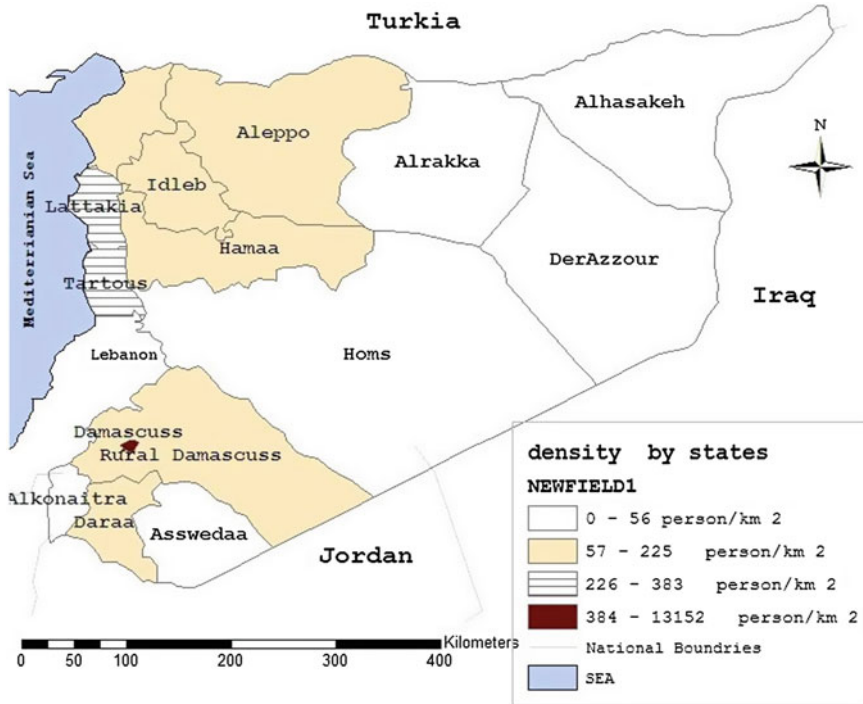 Turkia
Alhasakeh
N
Aleppo
Alrakka
Idleb
Lattakia
Mediterrianian Sea
Hamaa
DerAzzour
Tartous
Iraq
Lebanon
Homs
Damascuss
Rural Damascuss
Alkonaitra
Daraa
Asswedaa
Jordan
density by states
NEWFIELD1
0 - 56 person/km 2
57 - 225 person/km 2
226 - 383 person/km 2
384 - 13152 person/km 2
National Boundries
SEA
Kilometers
0 50 100 200 300 400